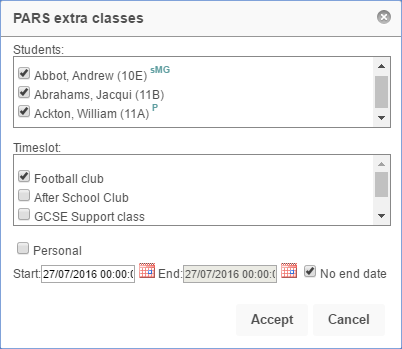 PARS extra classes
Students:
Abbot, Andrew (10E) sMG
Abrahams, Jacqui (11B)
Ackton, William (11A) P
Timeslot:
Football club
After School Club
GCSE Support class
Personal
Start: 27/07/2016 00:00:0 End: 27/07/2016 00:00:0 No end date
Accept Cancel